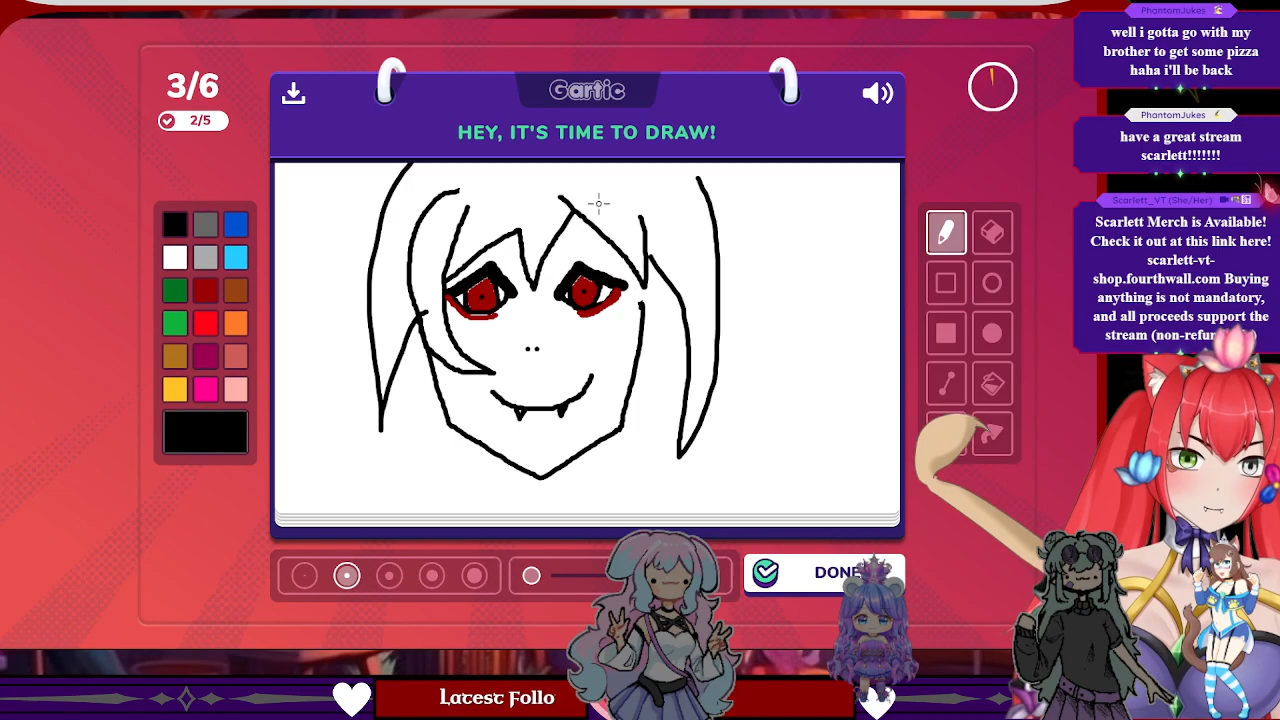 3/6
2/5
Gartic
HEY, IT'S TIME TO DRAW!
DONE
PhantomJukes
well i gotta go with my
brother to get some pizza
haha i'll be back
PhantomJukes
have a great stream
scarlett!!!!!!!
Scarlett_VT (She/Her)
Scarlett Merch is Available!
Check it out at this link here!
scarlett-vt-
shop.fourthwall.com Buying
anything is not mandatory,
and all proceeds support the
stream
Latest Follo